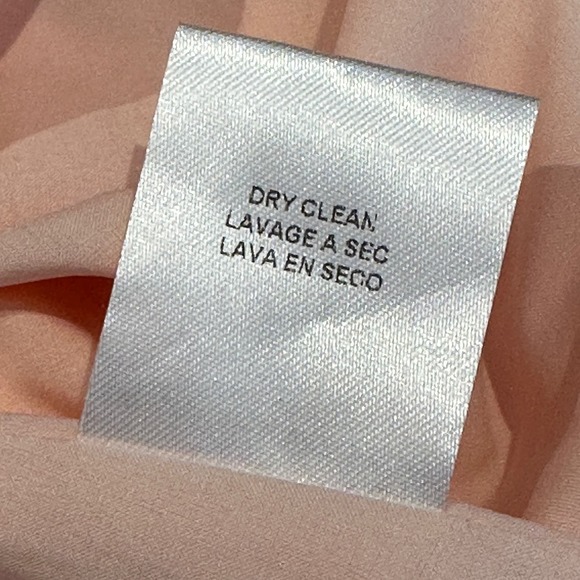 DRY CLEAN
LAVAGE A SEC
LAVA EN SECO